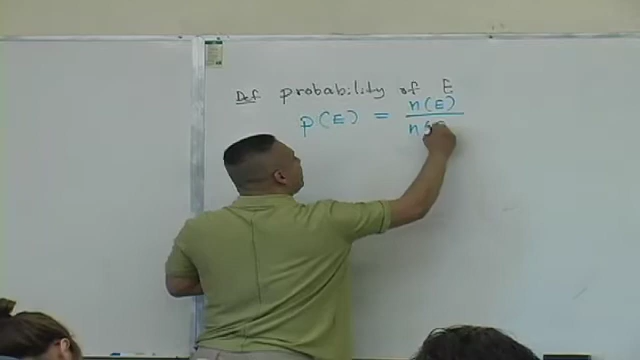 Def probability of E
p(E) = n(E)
n(S